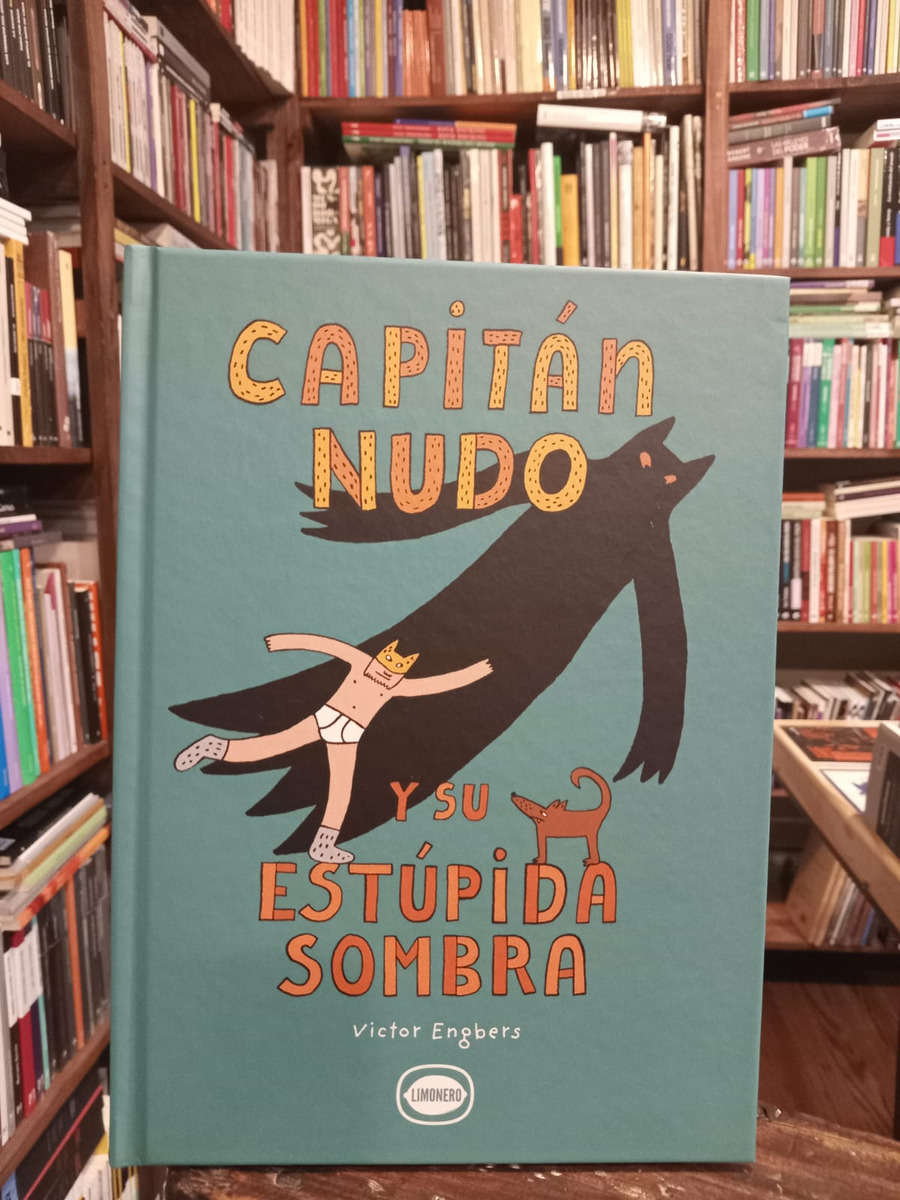 CAPITÁN
NUDO
Y SU
ESTÚPIDA
SOMBRA
Victor Engbers
LIMONERO